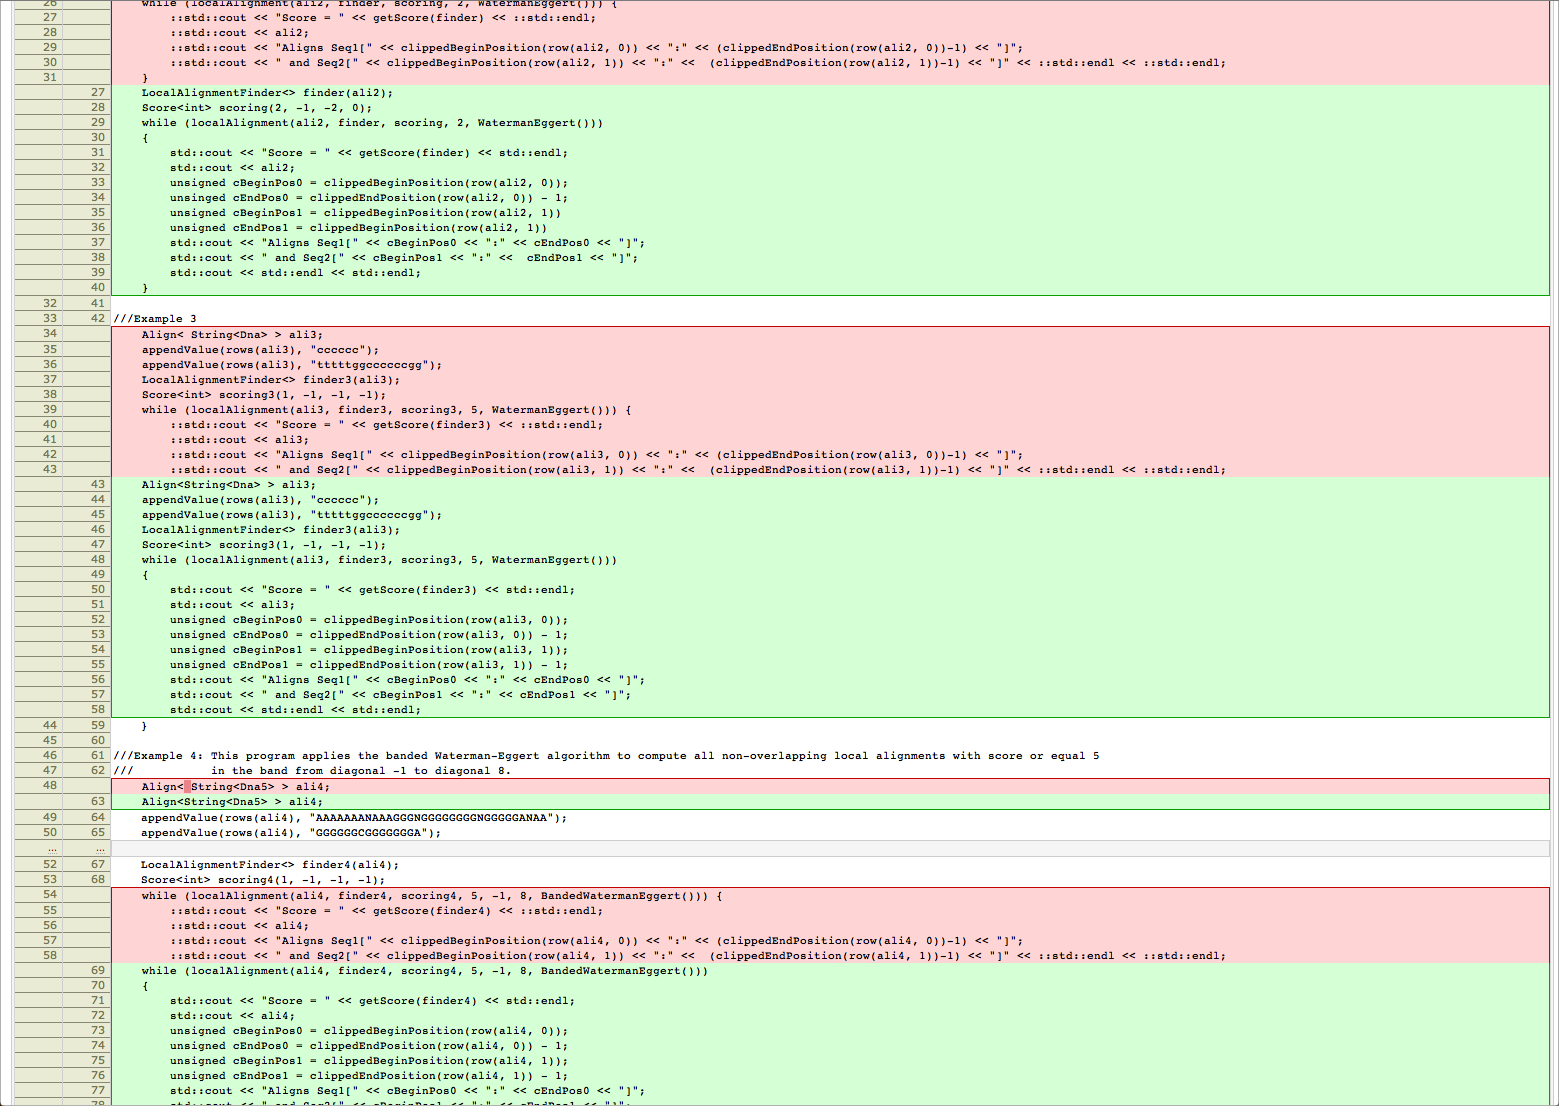 26 while (localAlignment(ali2, finder, scoring, 2, WatermanEggert())) {
27 ::std::cout << "Score = " << getScore(finder) << ::std::endl;
28 ::std::cout << ali2;
29 ::std::cout << "Aligns Seq1[" << clippedBeginPosition(row(ali2, 0)) << ":" << (clippedEndPosition(row(ali2, 0))-1) << "]";
30 ::std::cout << " and Seq2[" << clippedBeginPosition(row(ali2, 1)) << ":" <<  (clippedEndPosition(row(ali2, 1))-1) << "]" << ::std::endl << ::std::endl;
31 }
27 LocalAlignmentFinder<> finder(ali2);
28 Score<int> scoring(2, -1, -2, 0);
29 while (localAlignment(ali2, finder, scoring, 2, WatermanEggert()))
30 {
31 std::cout << "Score = " << getScore(finder) << std::endl;
32 std::cout << ali2;
33 unsigned cBeginPos0 = clippedBeginPosition(row(ali2, 0));
34 unsinged cEndPos0 = clippedEndPosition(row(ali2, 0)) - 1;
35 unsigned cBeginPos1 = clippedBeginPosition(row(ali2, 1))
36 unsinged cEndPos1 = clippedBeginPosition(row(ali2, 1))
37 std::cout << "Aligns Seq1[" << cBeginPos0 << ":" << cEndPos0 << "]";
38 std::cout << " and Seq2[" << cBeginPos1 << ":" <<  cEndPos1 << "]";
39 std::cout << std::endl << std::endl;
40 }
32 41
33 42 ///Example 3
34 Align< String<Dna> > ali3;
35 appendValue(rows(ali3), "cccccc");
36 appendValue(rows(ali3), "tttttggccccccgg");
37 LocalAlignmentFinder<> finder3(ali3);
38 Score<int> scoring3(1, -1, -1, -1);
39 while (localAlignment(ali3, finder3, scoring3, 5, WatermanEggert())) {
40 ::std::cout << "Score = " << getScore(finder3) << ::std::endl;
41 ::std::cout << ali3;
42 ::std::cout << "Aligns Seq1[" << clippedBeginPosition(row(ali3, 0)) << ":" << (clippedEndPosition(row(ali3, 0))-1) << "]";
43 ::std::cout << " and Seq2[" << clippedBeginPosition(row(ali3, 1)) << ":" <<  (clippedEndPosition(row(ali3, 1))-1) << "]" << ::std::endl << ::std::endl;
43 Align<String<Dna> > ali3;
44 appendValue(rows(ali3), "cccccc");
45 appendValue(rows(ali3), "tttttggccccccgg");
46 LocalAlignmentFinder<> finder3(ali3);
47 Score<int> scoring3(1, -1, -1, -1);
48 while (localAlignment(ali3, finder3, scoring3, 5, WatermanEggert()))
49 {
50 std::cout << "Score = " << getScore(finder3) << std::endl;
51 std::cout << ali3;
52 unsigned cBeginPos0 = clippedBeginPosition(row(ali3, 0));
53 unsigned cEndPos0 = clippedEndPosition(row(ali3, 0)) - 1;
54 unsigned cBeginPos1 = clippedBeginPosition(row(ali3, 1));
55 unsigned cEndPos1 = clippedEndPosition(row(ali3, 1)) - 1;
56 std::cout << "Aligns Seq1[" << cBeginPos0 << ":" << cEndPos0 << "]";
57 std::cout << " and Seq2[" << cBeginPos1 << ":" << cEndPos1 << "]";
58 std::cout << std::endl << std::endl;
44 59 }
45 60
46 61 ///Example 4: This program applies the banded Waterman-Eggert algorithm to compute all non-overlapping local alignments with score or equal 5
47 62 ///           in the band from diagonal -1 to diagonal 8.
48 Align< String<Dna5> > ali4;
63 Align<String<Dna5> > ali4;
49 64 appendValue(rows(ali4), "AAAAAAANAAAGGGNGGGGGGGGNGGGGGANAA");
50 65 appendValue(rows(ali4), "GGGGGGCGGGGGGGA");
... ...
52 67 LocalAlignmentFinder<> finder4(ali4);
53 68 Score<int> scoring4(1, -1, -1, -1);
54 while (localAlignment(ali4, finder4, scoring4, 5, -1, 8, BandedWatermanEggert())) {
55 ::std::cout << "Score = " << getScore(finder4) << ::std::endl;
56 ::std::cout << ali4;
57 ::std::cout << "Aligns Seq1[" << clippedBeginPosition(row(ali4, 0)) << ":" << (clippedEndPosition(row(ali4, 0))-1) << "]";
58 ::std::cout << " and Seq2[" << clippedBeginPosition(row(ali4, 1)) << ":" <<  (clippedEndPosition(row(ali4, 1))-1) << "]" << ::std::endl << ::std::endl;
69 while (localAlignment(ali4, finder4, scoring4, 5, -1, 8, BandedWatermanEggert()))
70 {
71 std::cout << "Score = " << getScore(finder4) << std::endl;
72 std::cout << ali4;
73 unsigned cBeginPos0 = clippedBeginPosition(row(ali4, 0));
74 unsigned cEndPos0 = clippedEndPosition(row(ali4, 0)) - 1;
75 unsigned cBeginPos1 = clippedBeginPosition(row(ali4, 1));
76 unsigned cEndPos1 = clippedEndPosition(row(ali4, 1)) - 1;
77 std::cout << "Aligns Seq1[" << cBeginPos0 << ":" << cEndPos0 << "]";
78 std::cout << " and Seq2[" << cBeginPos1 << ":" << cEndPos1 << "]";